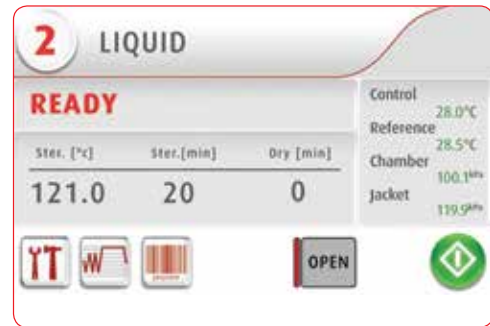 2 LIQUID
READY
Control
28.0°C
Reference
28.5°C
Chamber
100.1kPa
Jacket
119.9kPa
Ster. [°c] Ster.[min] Dry [min]
121.0 20 0
OPEN